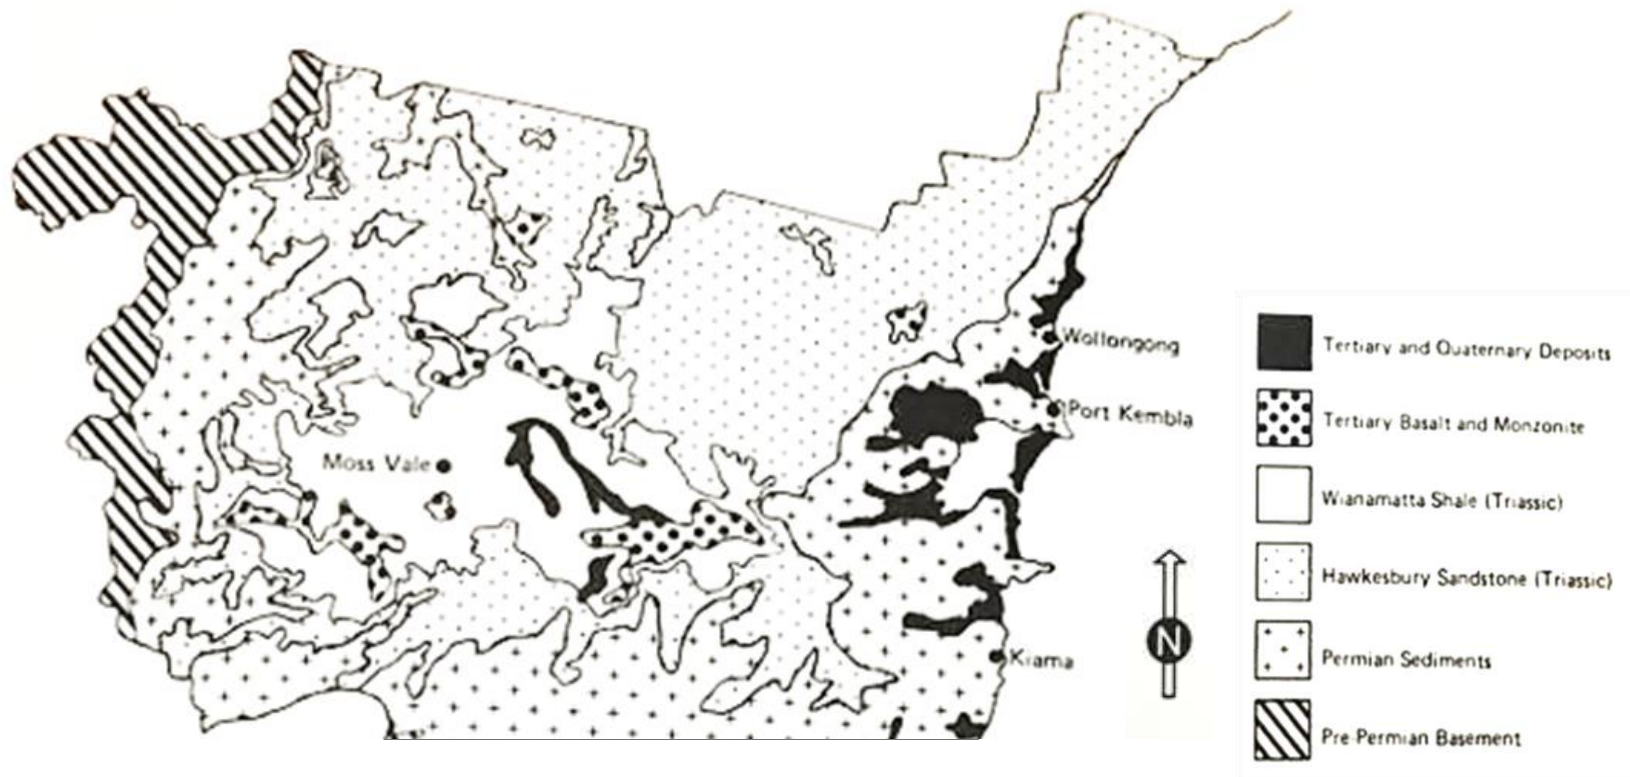 Wollongong
Port Kembla
Moss Vale
Kiama
N
Tertiary and Quaternary Deposits
Tertiary Basalt and Monzonite
Wianamatta Shale (Triassic)
Hawkesbury Sandstone (Triassic)
Permian Sediments
Pre-Permian Basement